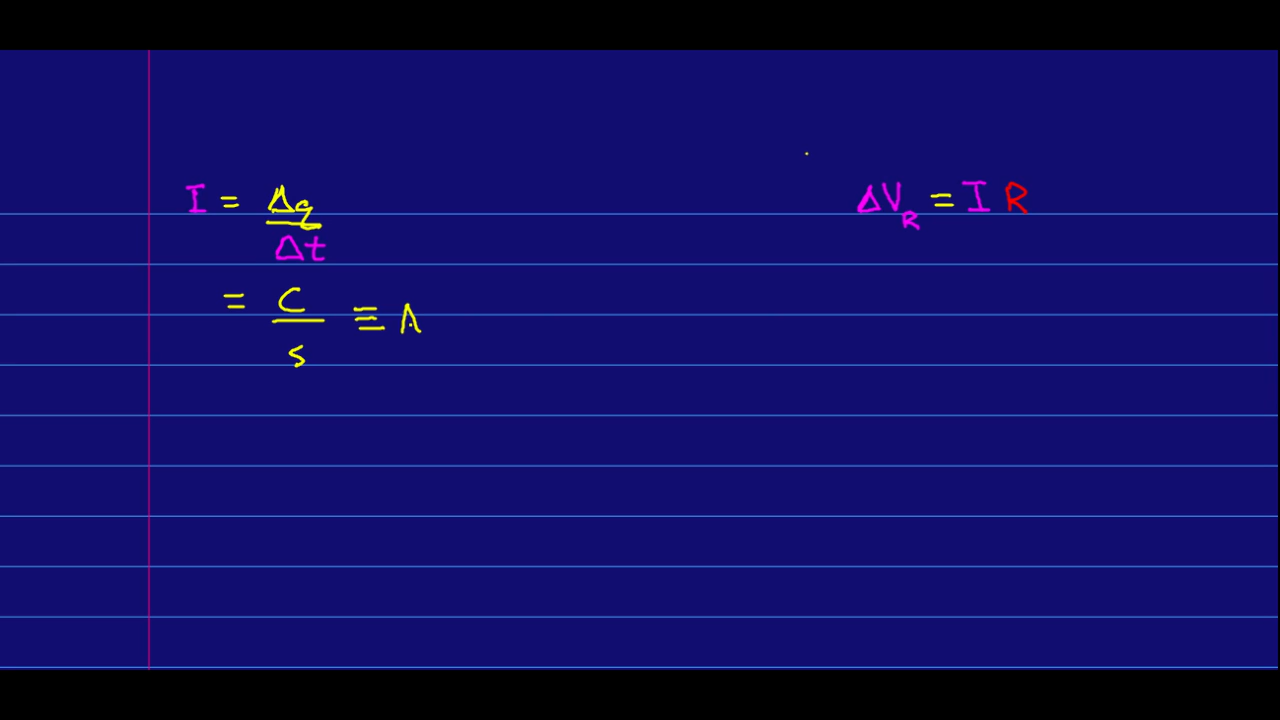 I = Δq/Δt
= C/s ≡ A
ΔV_R = I R